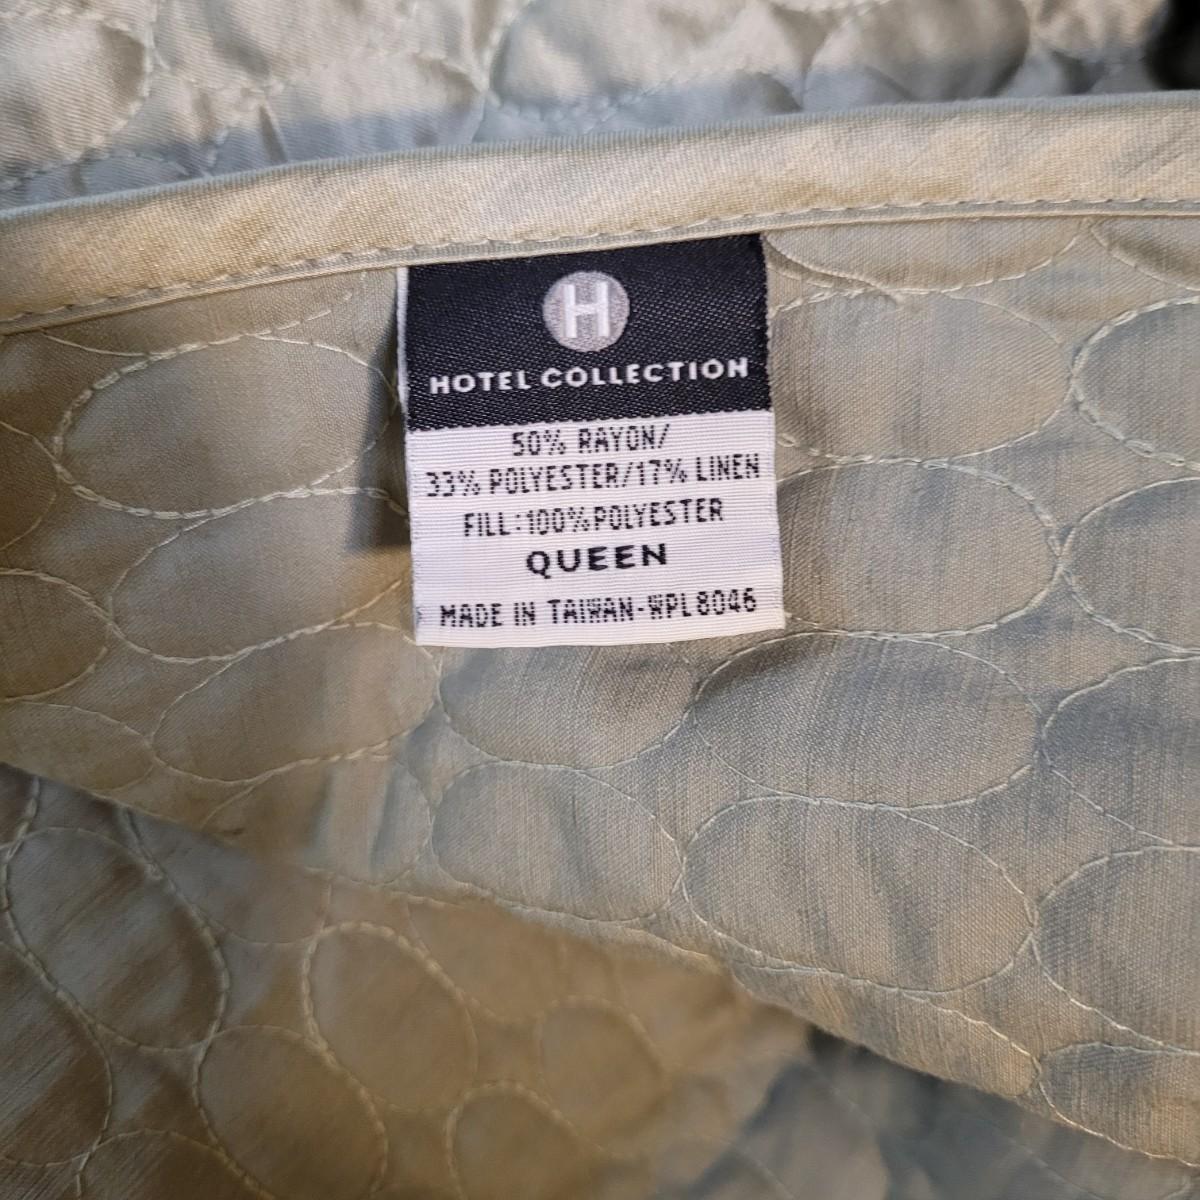 H
HOTEL COLLECTION
50% RAYON/
33% POLYESTER/17% LINEN
FILL:100%POLYESTER
QUEEN
MADE IN TAIWAN-WPL8046